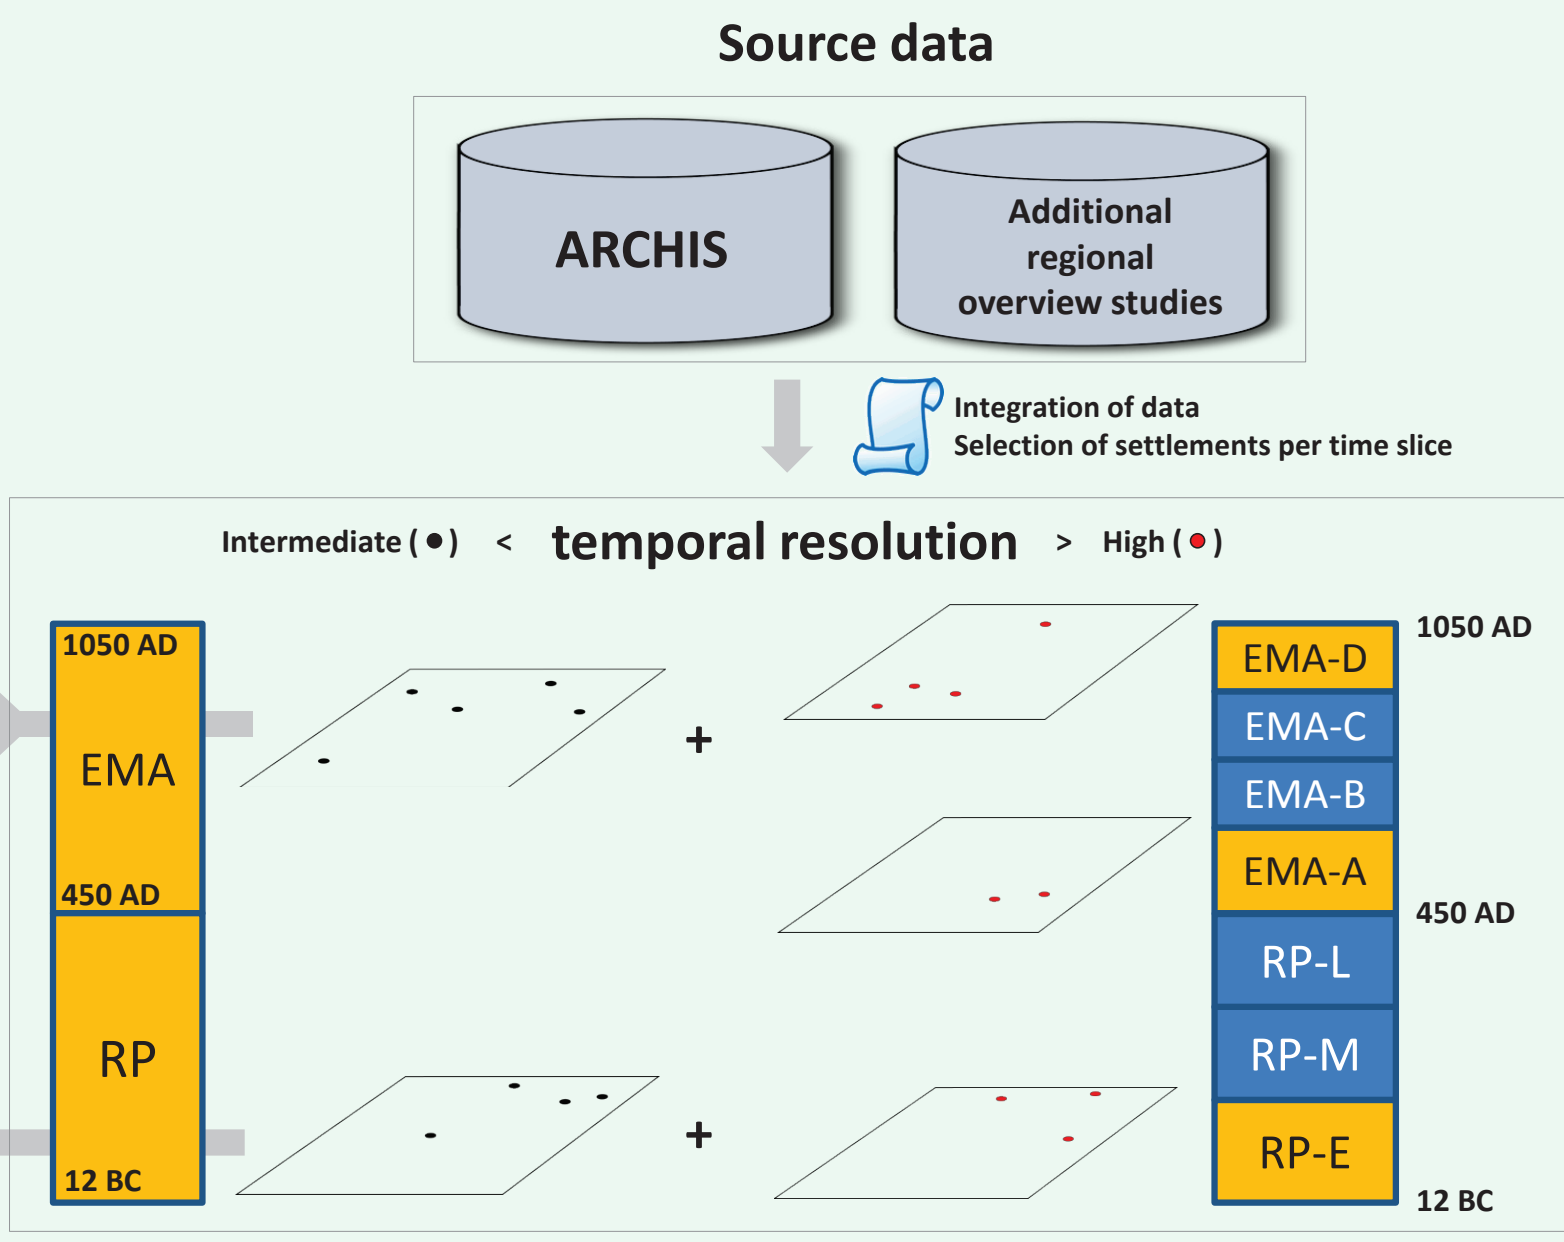 Source data
ARCHIS
Additional
regional
overview studies
Integration of data
Selection of settlements per time slice
Intermediate ( ) < temporal resolution > High ( )
1050 AD
EMA
450 AD
RP
12 BC
+
+
EMA-D
EMA-C
EMA-B
EMA-A
RP-L
RP-M
RP-E
1050 AD
450 AD
12 BC